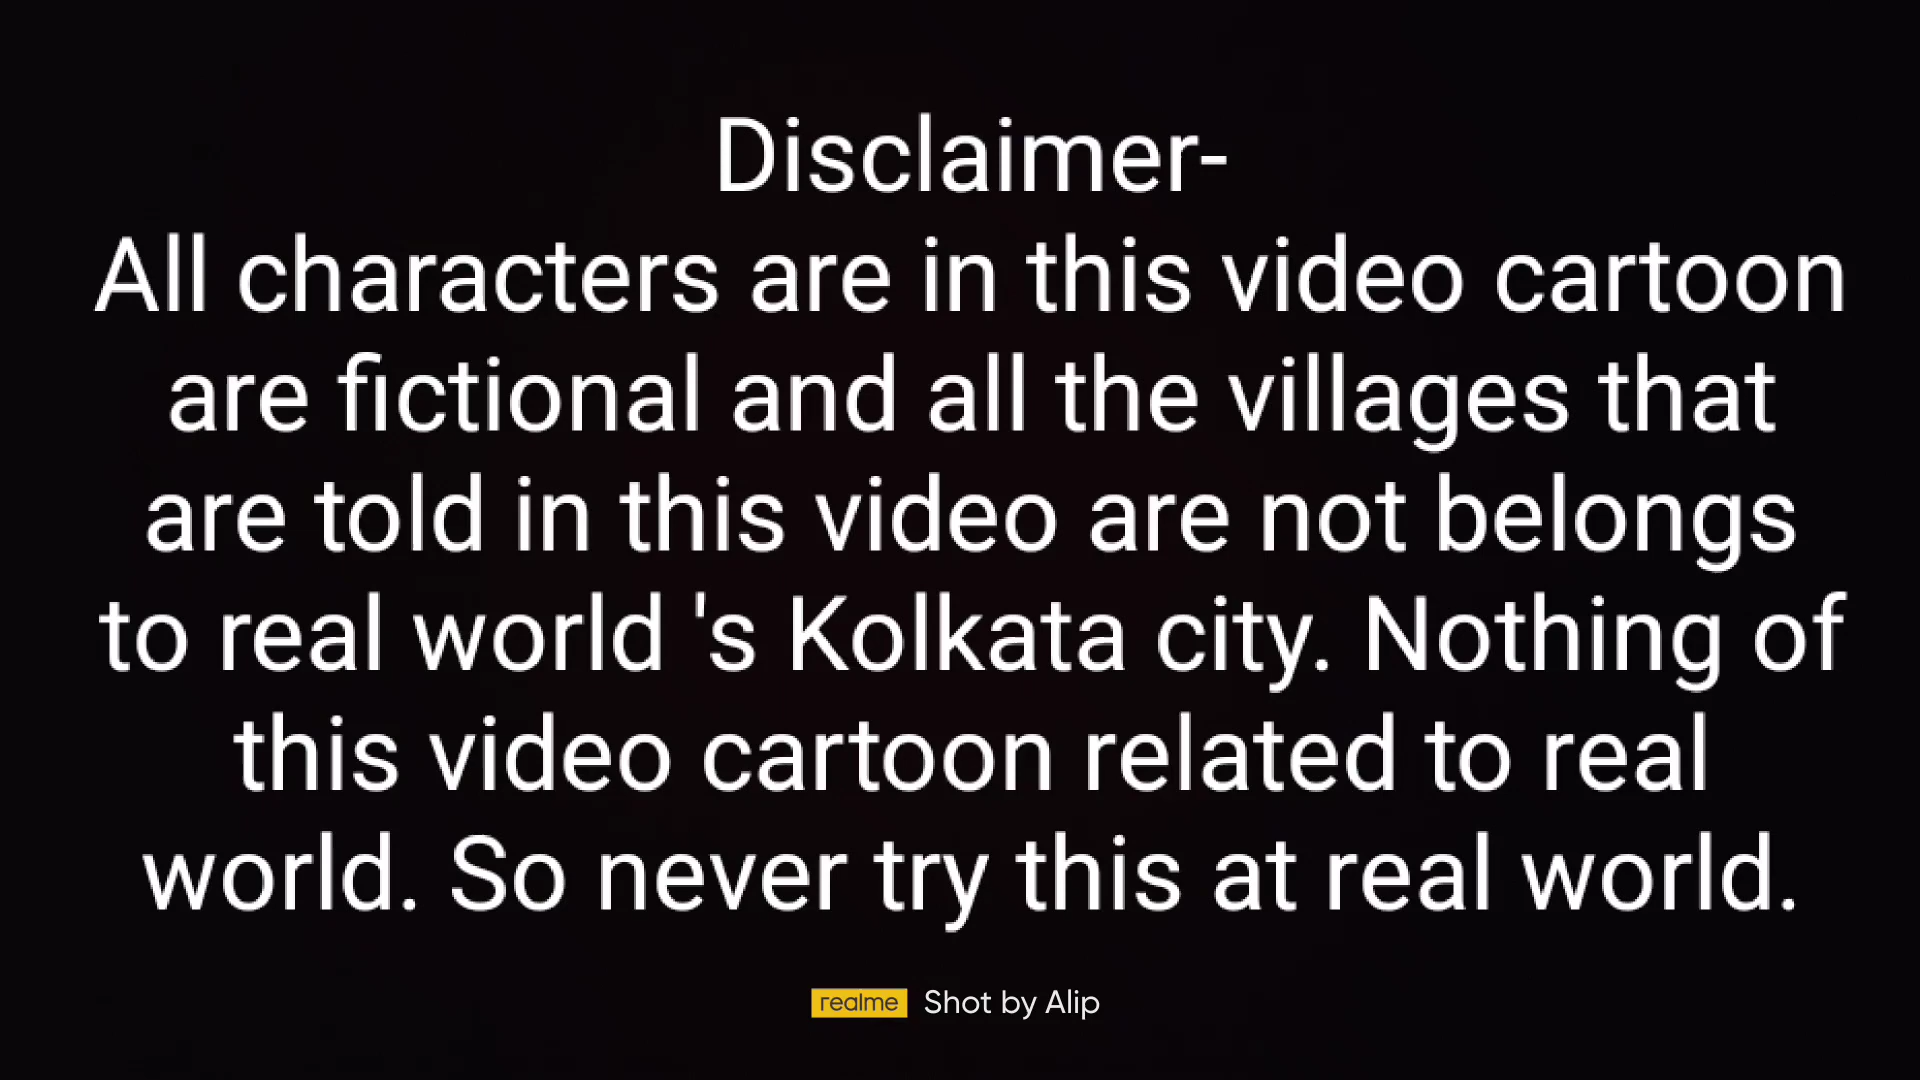 Disclaimer-
All characters are in this video cartoon
are fictional and all the villages that
are told in this video are not belongs
to real world 's Kolkata city. Nothing of
this video cartoon related to real
world. So never try this at real world.
realme Shot by Alip